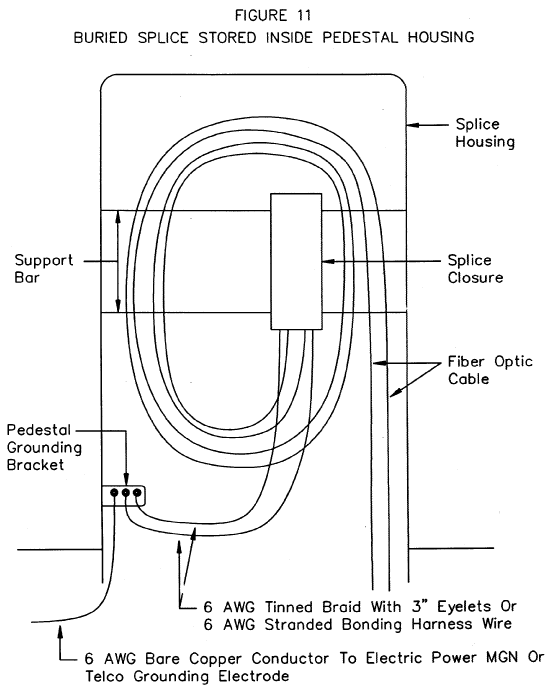 FIGURE 11
BURIED SPLICE STORED INSIDE PEDESTAL HOUSING
Splice
Housing
Support
Bar
Splice
Closure
Fiber Optic
Cable
Pedestal
Grounding
Bracket
6 AWG Tinned Braid With 3" Eyelets Or
6 AWG Stranded Bonding Harness Wire
6 AWG Bare Copper Conductor To Electric Power MGN Or
Telco Grounding Electrode